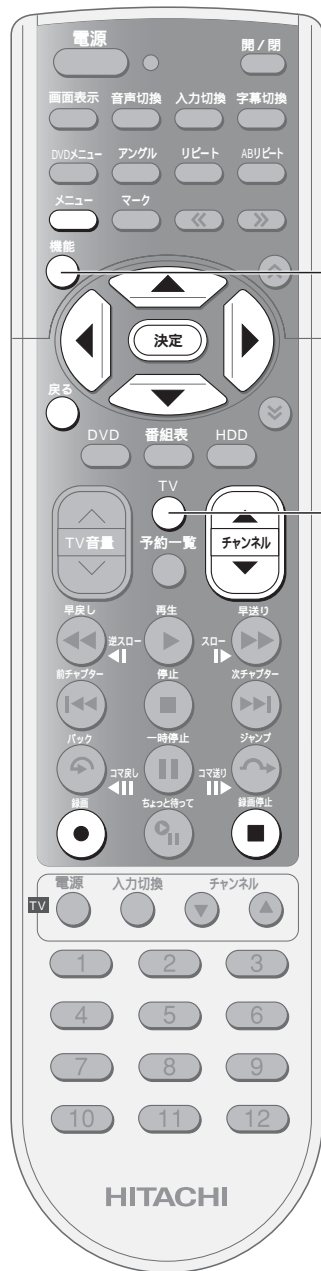 電源
開/閉
画面表示 音声切換 入力切換 字幕切換
DVDメニュー アングル リピート ABリピート
メニュー マーク
機能
決定
戻る
DVD 番組表 HDD
TV
TV音量 予約一覧 チャンネル
早戻し 再生 早送り
逆スロー スロー
前チャプター 停止 次チャプター
バック 一時停止 ジャンプ
コマ戻し コマ送り
録画 ちょっと待って 録画停止
電源 入力切換 チャンネル
TV
1 2 3
4 5 6
7 8 9
10 11 12
HITACHI